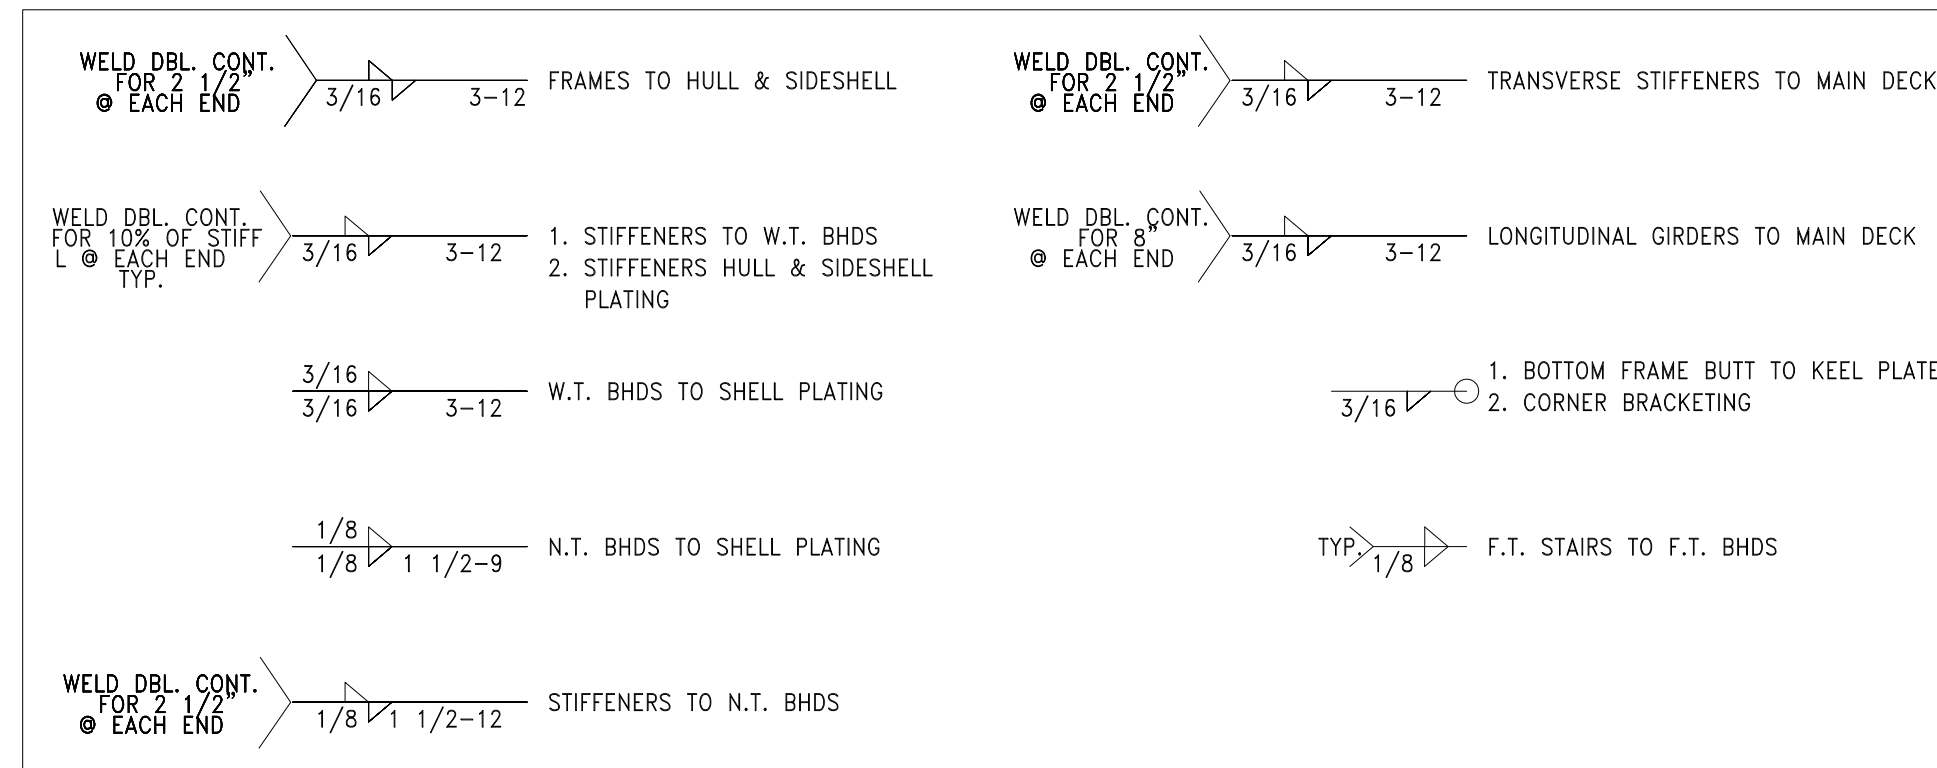 WELD DBL. CONT.
FOR 2 1/2"
@ EACH END
3/16
3-12
FRAMES TO HULL & SIDESHELL
WELD DBL. CONT.
FOR 10% OF STIFF
L @ EACH END
TYP.
3/16
3-12
1. STIFFENERS TO W.T. BHDS
2. STIFFENERS HULL & SIDESHELL
PLATING
3/16
3/16
3-12
W.T. BHDS TO SHELL PLATING
1/8
1/8
1 1/2-9
N.T. BHDS TO SHELL PLATING
WELD DBL. CONT.
FOR 2 1/2"
@ EACH END
1/8
1 1/2-12
STIFFENERS TO N.T. BHDS
WELD DBL. CONT.
FOR 2 1/2"
@ EACH END
3/16
3-12
TRANSVERSE STIFFENERS TO MAIN DECK
WELD DBL. CONT.
FOR 8"
@ EACH END
3/16
3-12
LONGITUDINAL GIRDERS TO MAIN DECK
3/16
1. BOTTOM FRAME BUTT TO KEEL PLATE
2. CORNER BRACKETING
TYP.
1/8
F.T. STAIRS TO F.T. BHDS